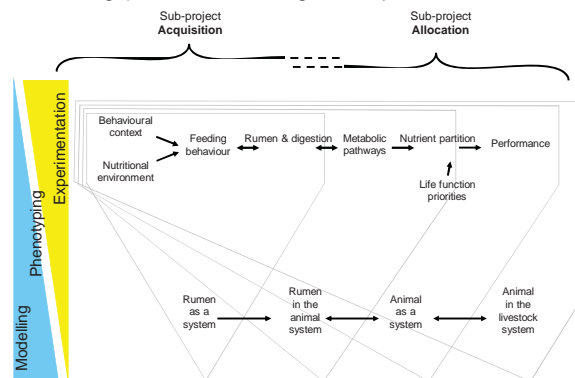 Sub-project
Acquisition
Sub-project
Allocation
Experimentation
Phenotyping
Modelling
Behavioural
context
Nutritional
environment
Feeding
behaviour
Rumen & digestion
Metabolic
pathways
Nutrient partition
Life function
priorities
Performance
Rumen
as a
system
Rumen
in the
animal
system
Animal
as a
system
Animal
in the
livestock
system